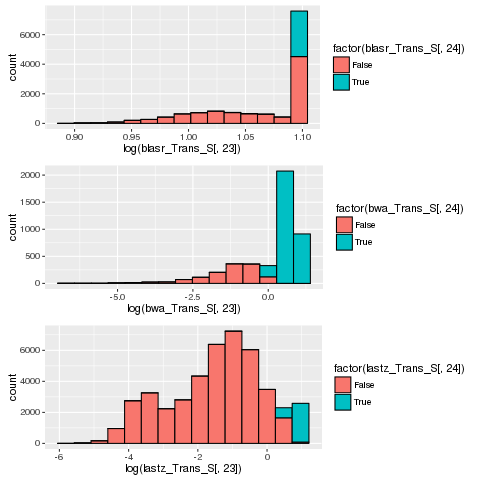 factor(blasr_Trans_S[, 24])
False
True
count
6000
4000
2000
0
0.90 0.95 1.00 1.05 1.10
log(blasr_Trans_S[, 23])
factor(bwa_Trans_S[, 24])
False
True
count
2000
1500
1000
500
0
-5.0 -2.5 0.0
log(bwa_Trans_S[, 23])
factor(lastz_Trans_S[, 24])
False
True
count
6000
4000
2000
0
-6 -4 -2 0
log(lastz_Trans_S[, 23])